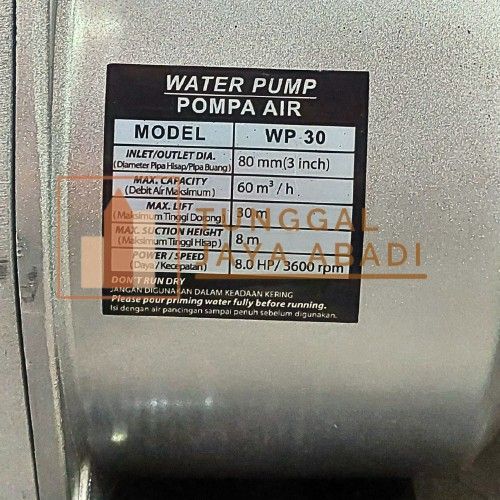 WATER PUMP
POMPA AIR
MODEL WP 30
INLET/OUTLET DIA. 80 mm(3 inch)
(Diameter Pipa Hisap/Pipa Buang)
MAX. CAPACITY 60 m³/h
(Debit Air Maksimum)
MAX. LIFT 30 m
(Maksimum Tinggi Dorong)
MAX. SUCTION HEIGHT 8 m
(Maksimum Tinggi Hisap)
POWER / SPEED 8.0 HP/ 3600 rpm
(Daya / Kecepatan)
DON'T RUN DRY
JANGAN DIGUNAKAN DALAM KEADAAN KERING
Please pour priming water fully before running.
Isi dengan air pancingan sampai penuh sebelum digunakan.
TUNGGAL
JAYA ABADI